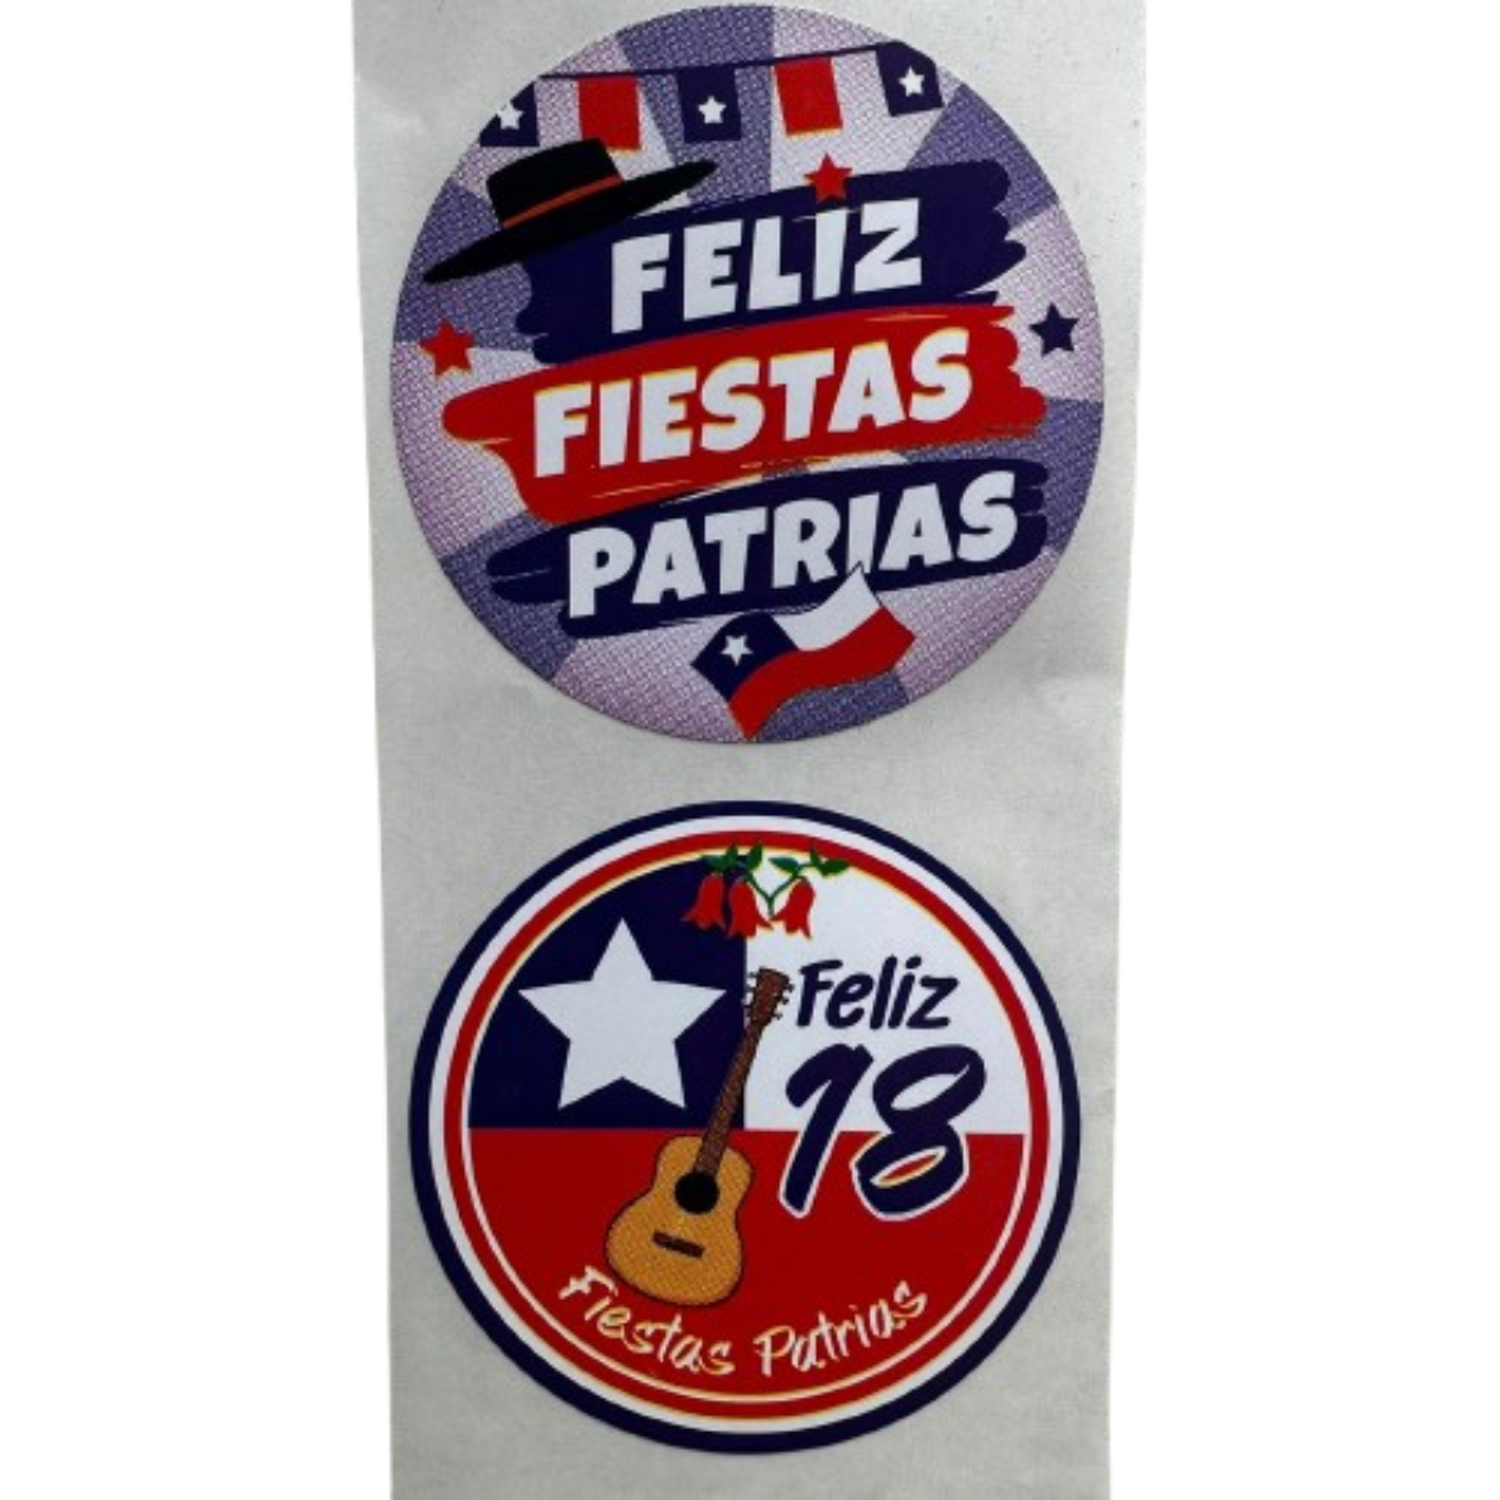 FELIZ
FIESTAS
PATRIAS
Feliz
18
Fiestas Patrias